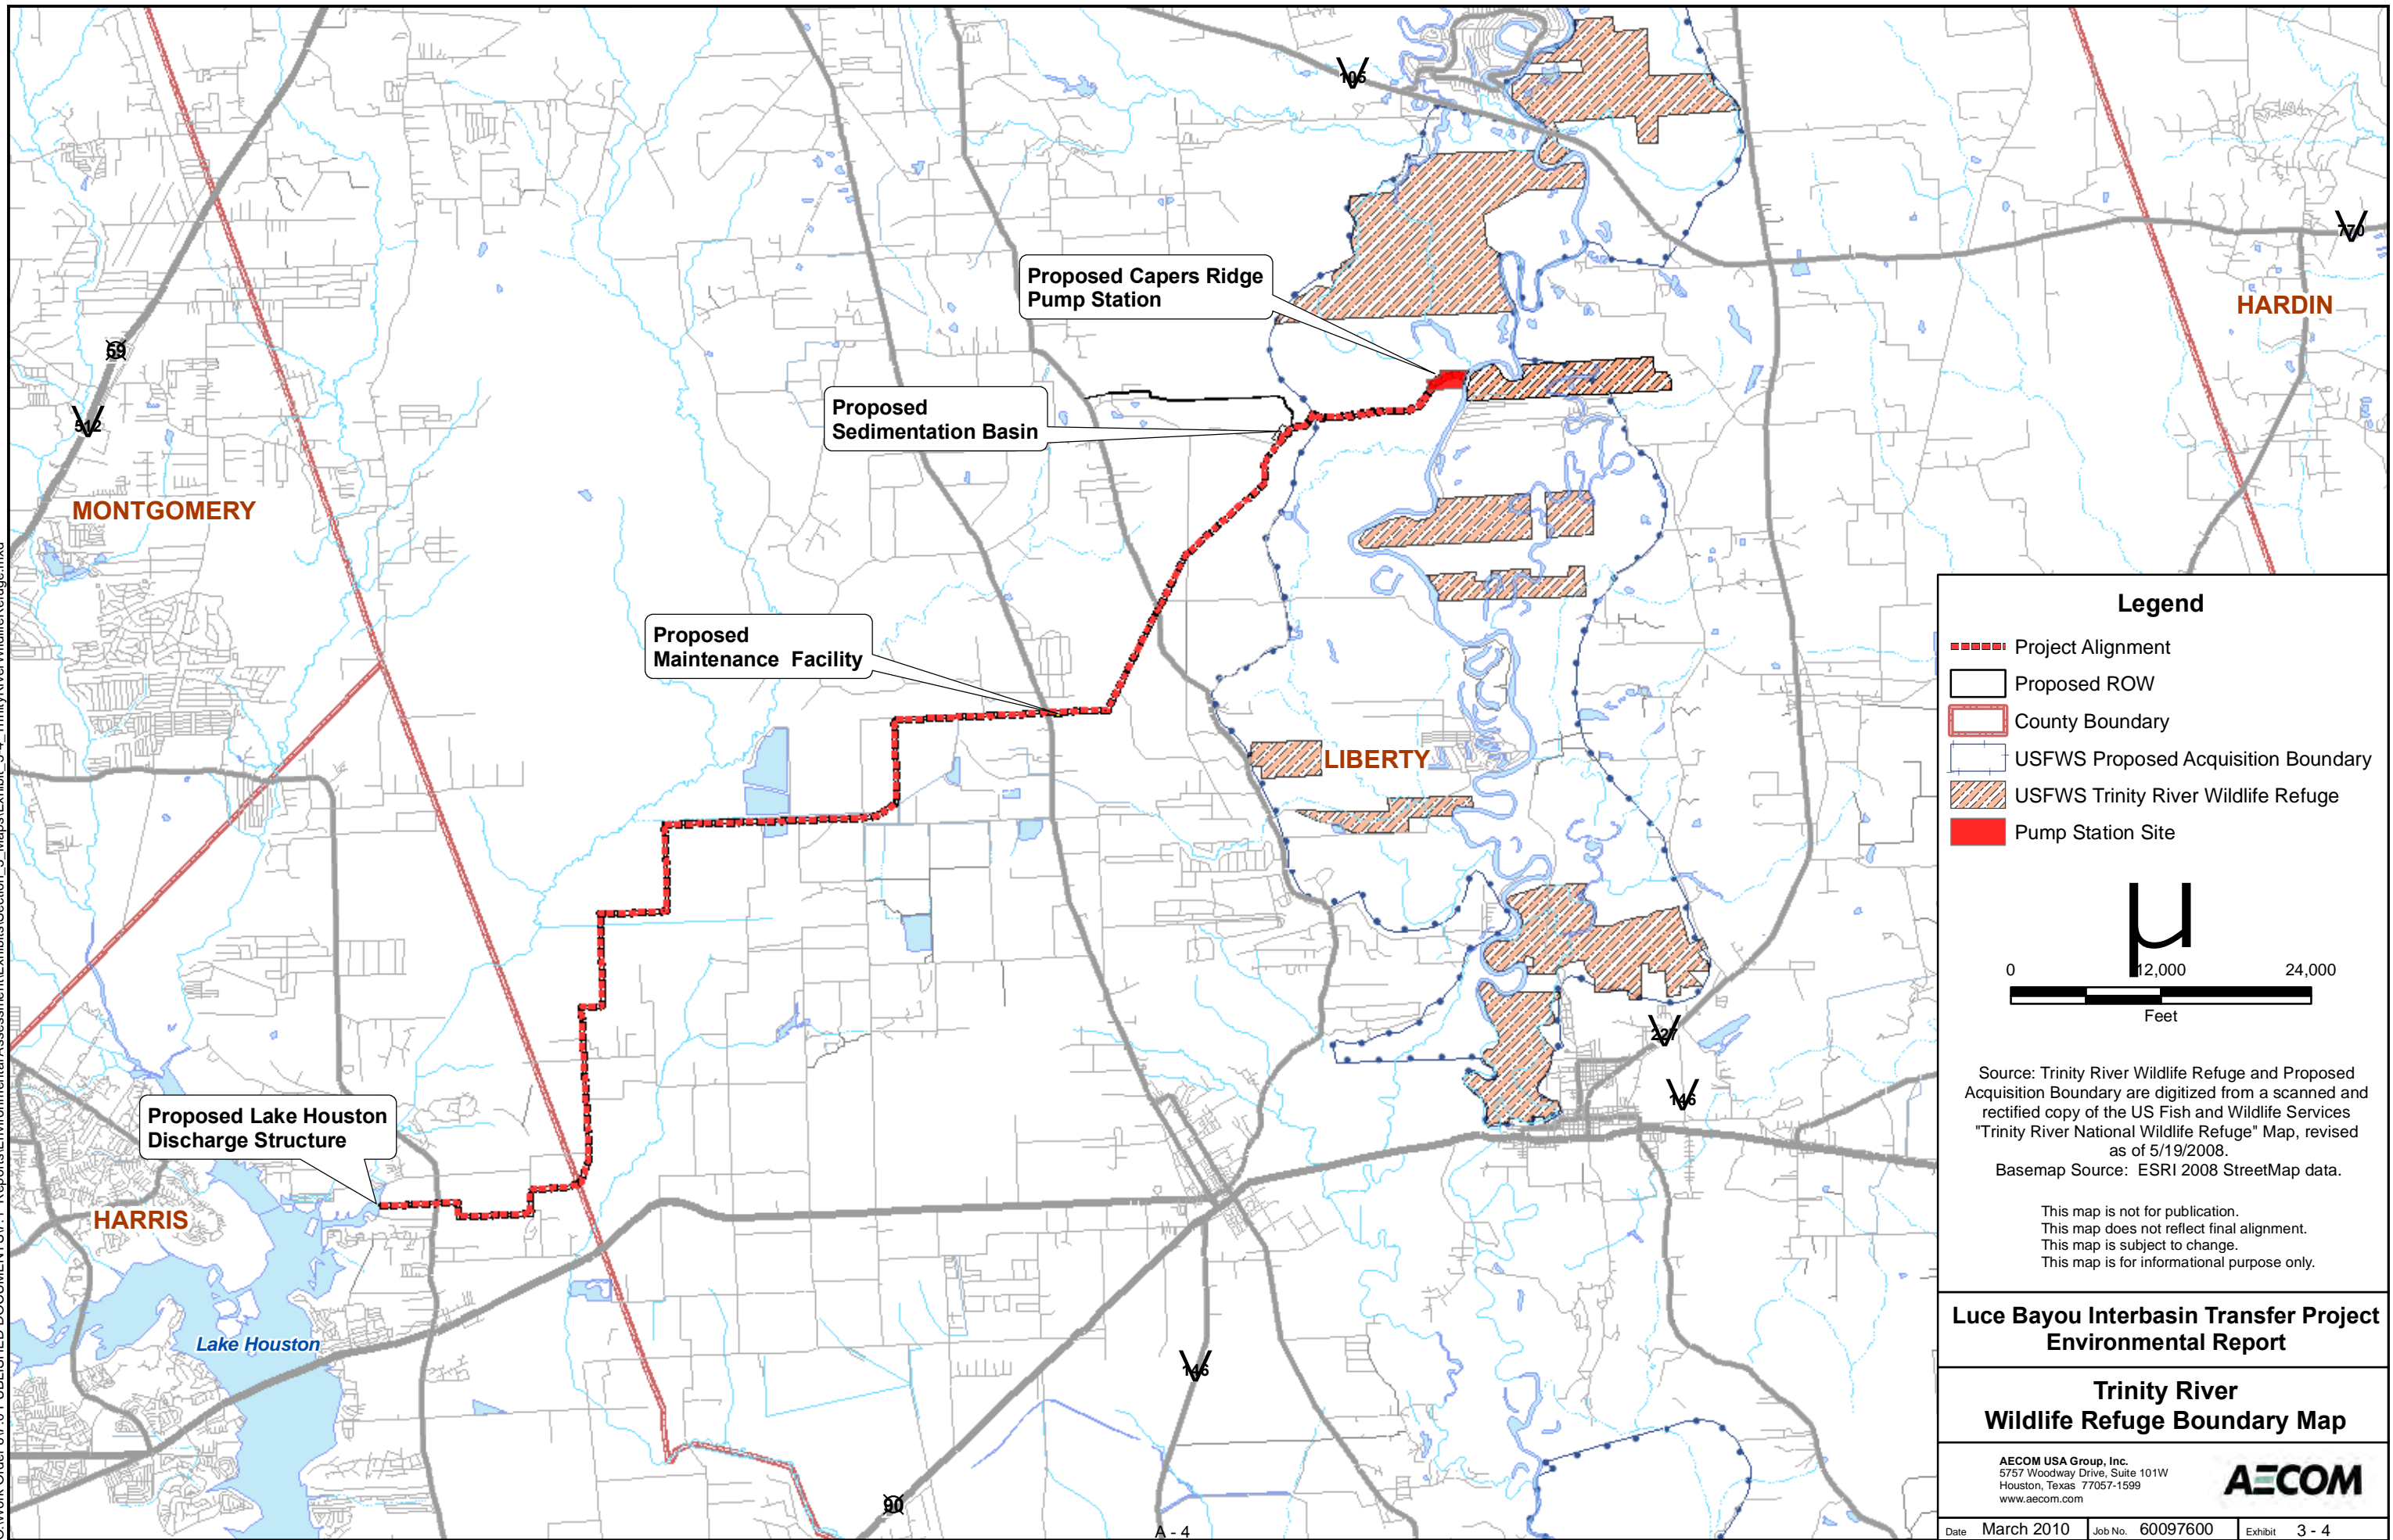 105
770
Proposed Capers Ridge
Pump Station
HARDIN
59
512
Proposed
Sedimentation Basin
MONTGOMERY
Proposed
Maintenance Facility
LIBERTY
227
146
Proposed Lake Houston
Discharge Structure
HARRIS
Lake Houston
146
90
A - 4
Legend
Project Alignment
Proposed ROW
County Boundary
USFWS Proposed Acquisition Boundary
USFWS Trinity River Wildlife Refuge
Pump Station Site
µ
0 12,000 24,000
Feet
Source: Trinity River Wildlife Refuge and Proposed
Acquisition Boundary are digitized from a scanned and
rectified copy of the US Fish and Wildlife Services
"Trinity River National Wildlife Refuge" Map, revised
as of 5/19/2008.
Basemap Source: ESRI 2008 StreetMap data.
This map is not for publication.
This map does not reflect final alignment.
This map is subject to change.
This map is for informational purpose only.
Luce Bayou Interbasin Transfer Project
Environmental Report
Trinity River
Wildlife Refuge Boundary Map
AECOM USA Group, Inc.
5757 Woodway Drive, Suite 101W
Houston, Texas 77057-1599
www.aecom.com
AECOM
Date March 2010 Job No. 60097600 Exhibit 3 - 4